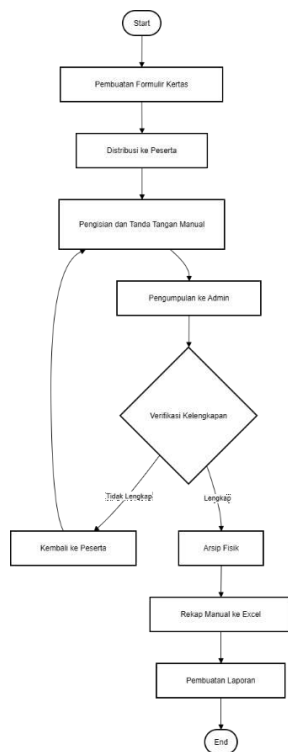 Start
Pembuatan Formulir Kertas
Distribusi ke Peserta
Pengisian dan Tanda Tangan Manual
Pengumpulan ke Admin
Verifikasi Kelengkapan
Tidak Lengkap
Lengkap
Kembali ke Peserta
Arsip Fisik
Rekap Manual ke Excel
Pembuatan Laporan
End